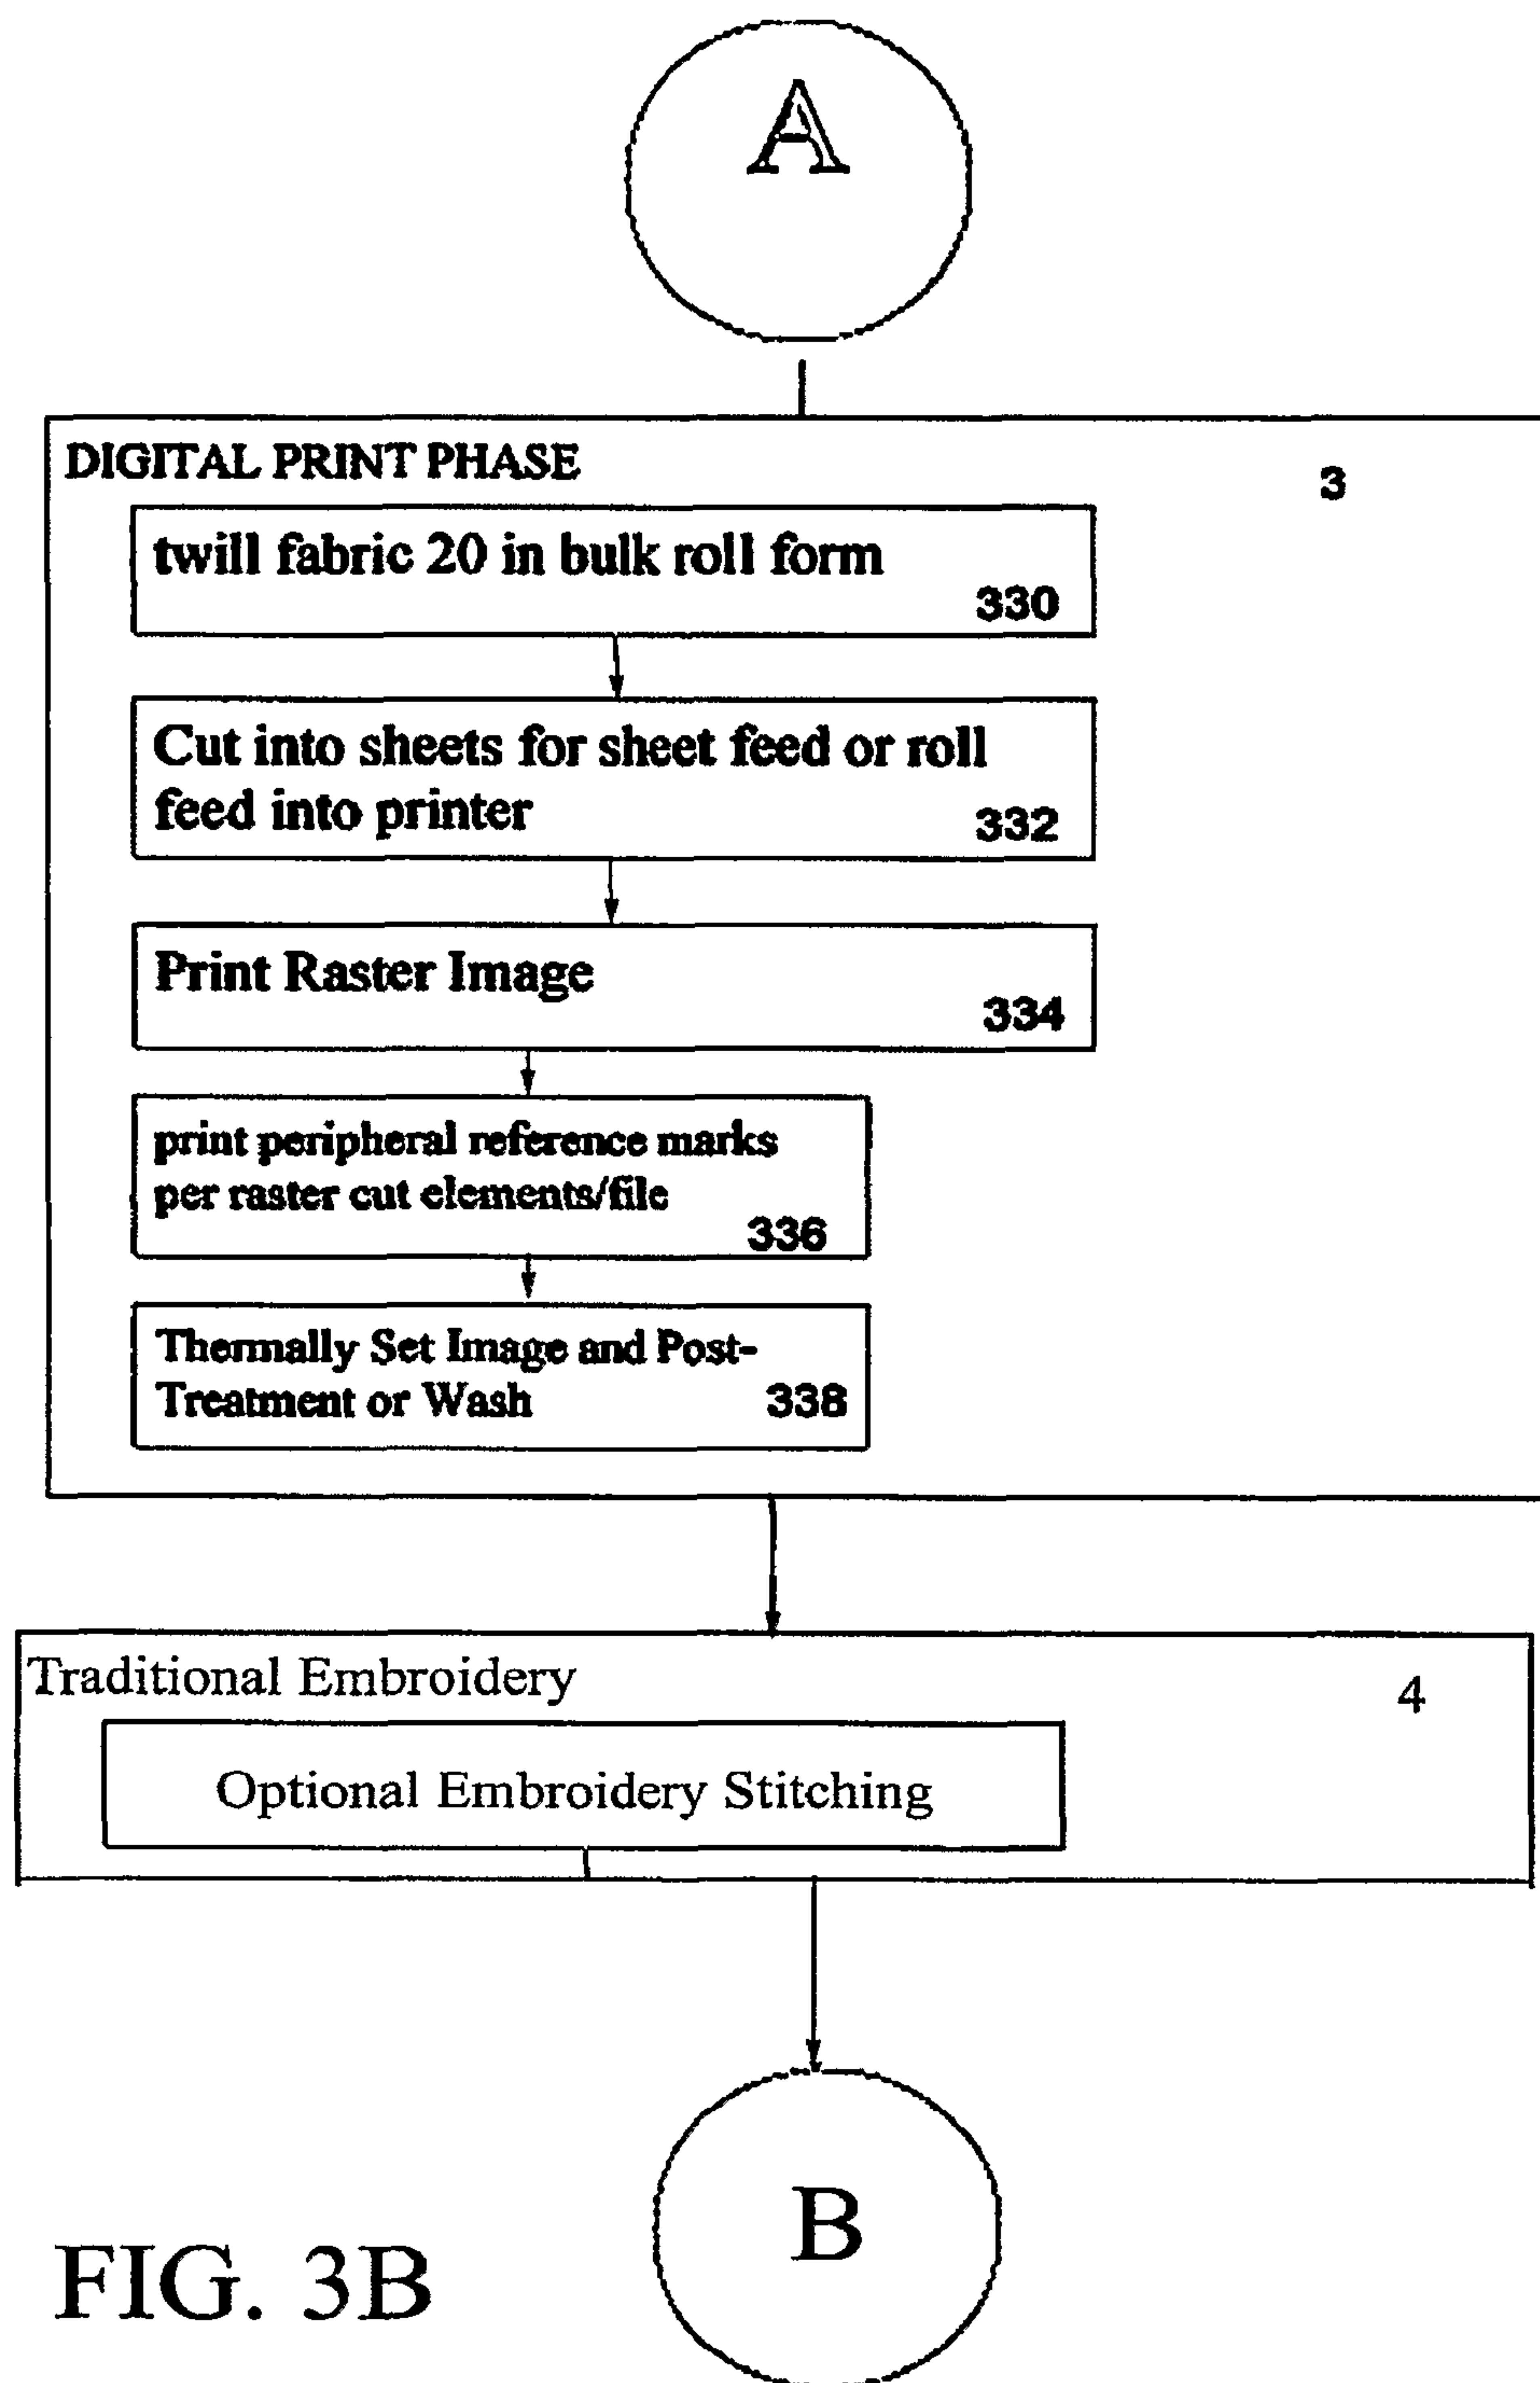 A
DIGITAL PRINT PHASE
3
twill fabric 20 in bulk roll form
330
Cut into sheets for sheet feed or roll
feed into printer
332
Print Raster Image
334
print peripheral reference marks
per raster cut elements/file
336
Thermally Set Image and Post-
Treatment or Wash
338
Traditional Embroidery
4
Optional Embroidery Stitching
B
FIG. 3B